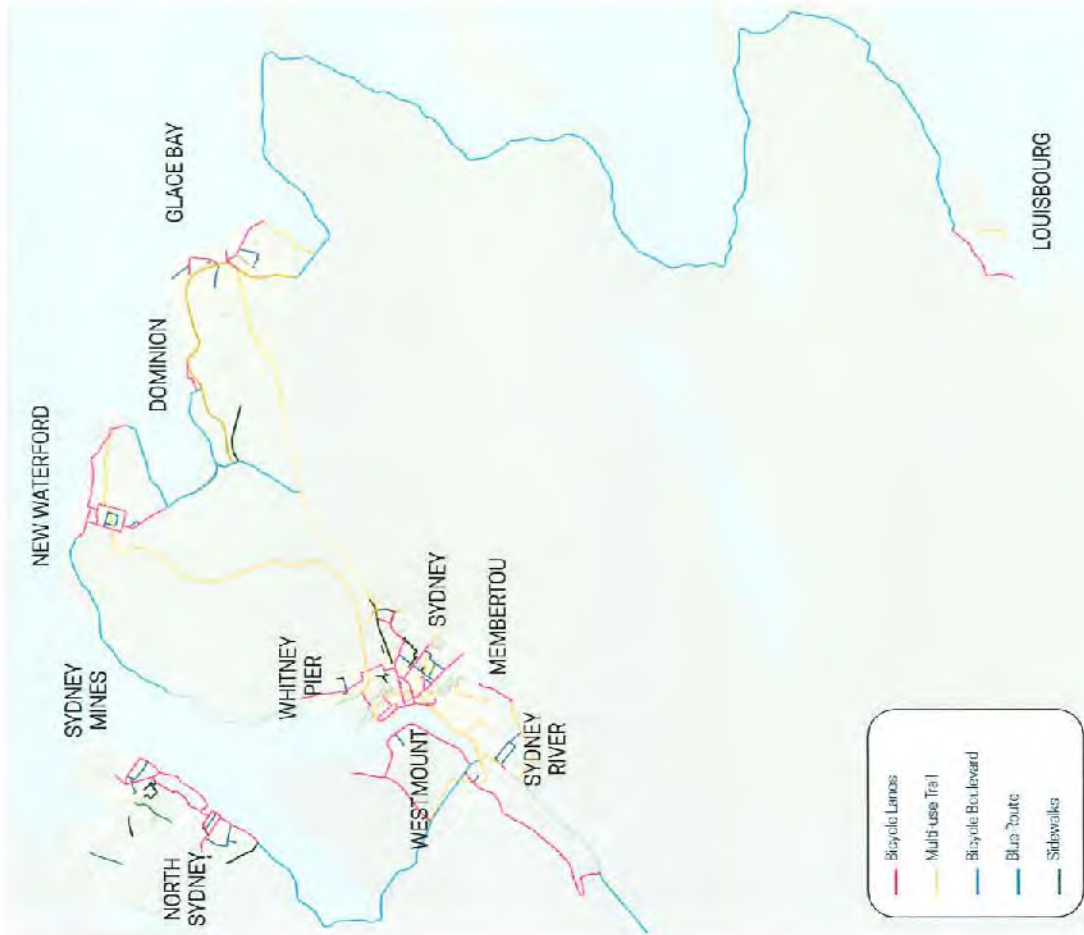 SYDNEY
MINES
NORTH
SYDNEY
NEW WATERFORD
DOMINION
GLACE BAY
WHITNEY
PIER
SYDNEY
MEMBERTOU
WESTMOUNT
SYDNEY
RIVER
LOUISBOURG
Bicycle Lanes
Multi-use Trail
Bicycle Boulevard
Blue Route
Sidewalks